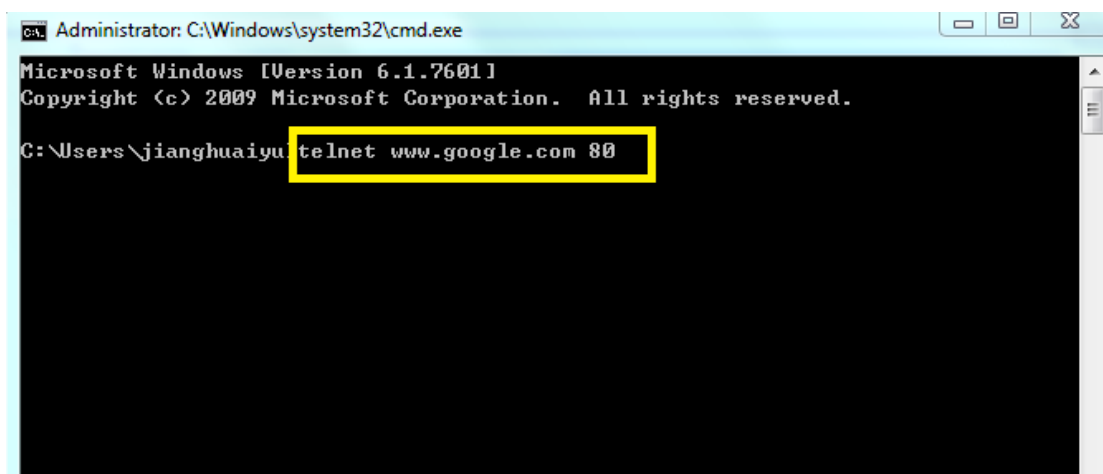 Administrator: C:\Windows\system32\cmd.exe
Microsoft Windows [Version 6.1.7601]
Copyright (c) 2009 Microsoft Corporation.  All rights reserved.
C:\Users\jianghuaiyu>telnet www.google.com 80